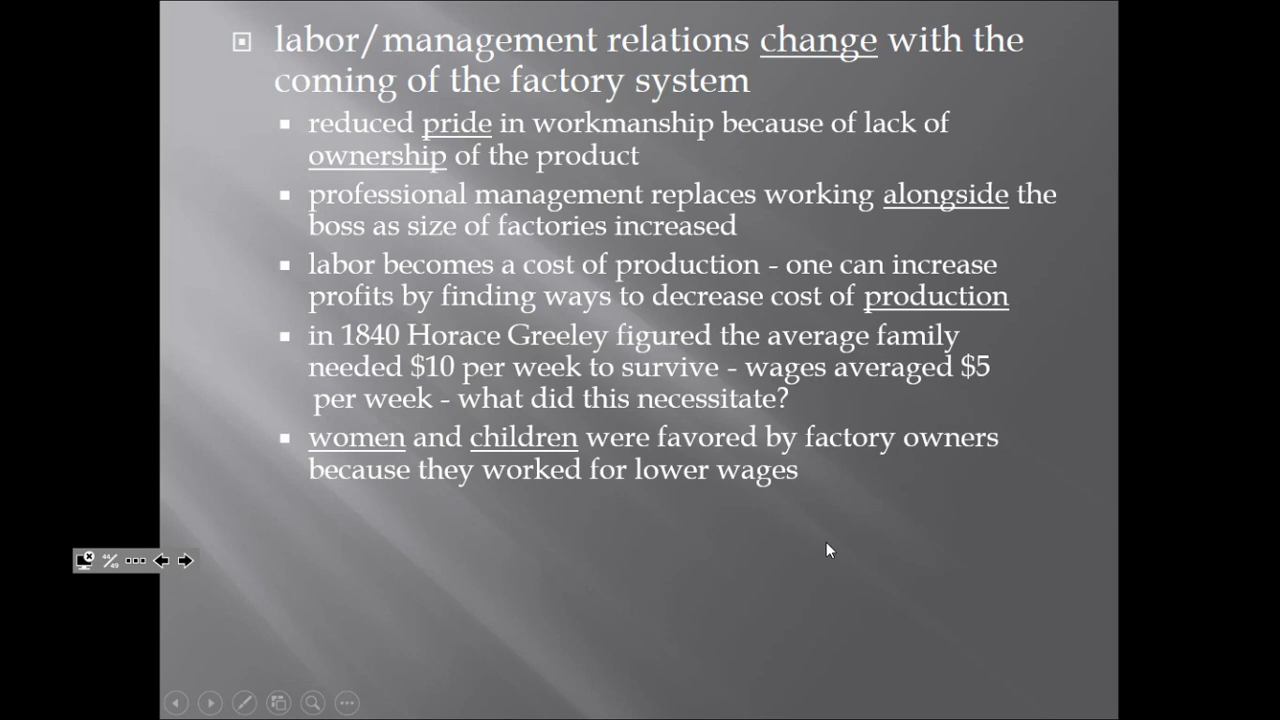 labor/management relations change with the
coming of the factory system
reduced pride in workmanship because of lack of
ownership of the product
professional management replaces working alongside the
boss as size of factories increased
labor becomes a cost of production - one can increase
profits by finding ways to decrease cost of production
in 1840 Horace Greeley figured the average family
needed $10 per week to survive - wages averaged $5
per week - what did this necessitate?
women and children were favored by factory owners
because they worked for lower wages
44/49